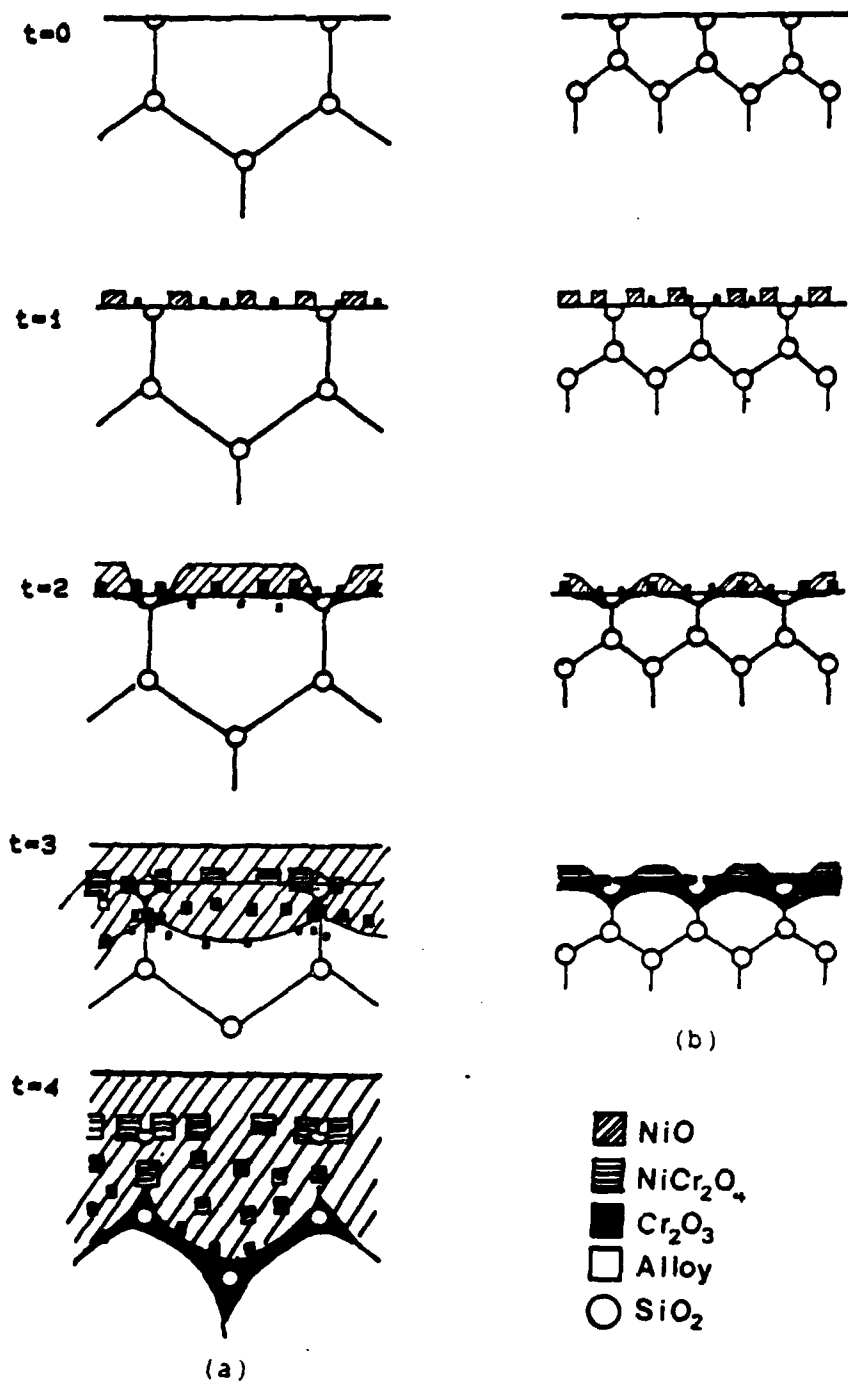 t=0
t=1
t=2
t=3
t=4
(a)
(b)
NiO
NiCr₂O₄
Cr₂O₃
Alloy
SiO₂